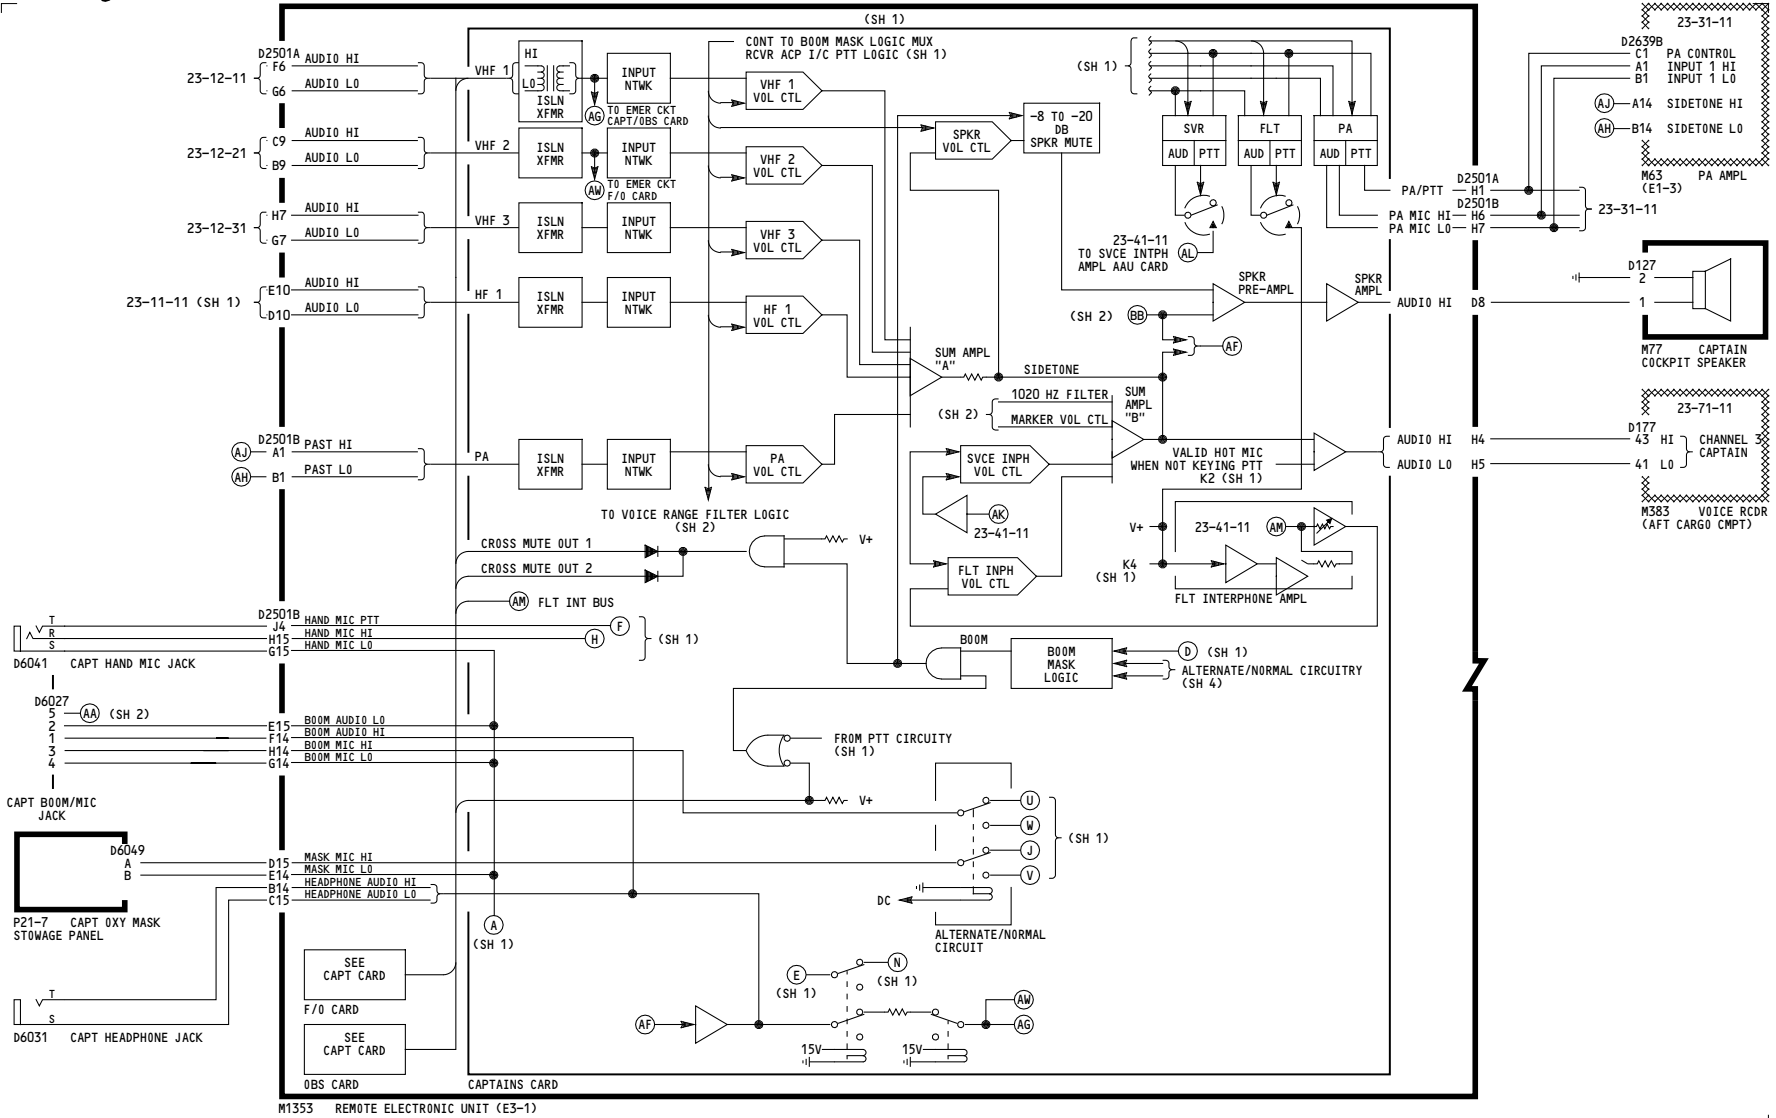 (SH 1)
D2501A
23-12-11
F6 AUDIO HI
G6 AUDIO LO
VHF 1
HI
LO
ISLN
XFMR
AG
TO EMER CKT
CAPT/OBS CARD
INPUT
NTWK
CONT TO BOOM MASK LOGIC MUX
RCVR ACP I/C PTT LOGIC (SH 1)
VHF 1
VOL CTL
23-12-21
C9 AUDIO HI
B9 AUDIO LO
VHF 2
ISLN
XFMR
AW
TO EMER CKT
F/O CARD
INPUT
NTWK
VHF 2
VOL CTL
23-12-31
H7 AUDIO HI
G7 AUDIO LO
VHF 3
ISLN
XFMR
INPUT
NTWK
VHF 3
VOL CTL
23-11-11 (SH 1)
E10 AUDIO HI
D10 AUDIO LO
HF 1
ISLN
XFMR
INPUT
NTWK
HF 1
VOL CTL
D2501B
AJ A1 PAST HI
AH B1 PAST LO
PA
ISLN
XFMR
INPUT
NTWK
PA
VOL CTL
TO VOICE RANGE FILTER LOGIC
(SH 2)
SPKR
VOL CTL
-8 TO -20
DB
SPKR MUTE
(SH 1)
SVR
AUD PTT
FLT
AUD PTT
PA
AUD PTT
23-41-11
TO SVCE INTPH
AMPL AAU CARD
AL
D2501A
PA/PTT H1
D2501B
PA MIC HI H6
PA MIC LO H7
23-31-11
23-31-11
D2639B
C1 PA CONTROL
A1 INPUT 1 HI
B1 INPUT 1 LO
AJ A14 SIDETONE HI
AH B14 SIDETONE LO
M63 PA AMPL
(E1-3)
SPKR
PRE-AMPL
SPKR
AMPL
AUDIO HI D8
D127
2
1
M77 CAPTAIN
COCKPIT SPEAKER
(SH 2) BB
AF
SUM AMPL
"A"
SIDETONE
(SH 2)
1020 HZ FILTER
MARKER VOL CTL
SUM
AMPL
"B"
SVCE INPH
VOL CTL
AK
23-41-11
VALID HOT MIC
WHEN NOT KEYING PTT
K2 (SH 1)
AUDIO HI H4
AUDIO LO H5
23-71-11
D177
43 HI
41 LO
CHANNEL 3
CAPTAIN
M383 VOICE RCDR
(AFT CARGO CMPT)
FLT INPH
VOL CTL
V+
K4
(SH 1)
23-41-11
AM
FLT INTERPHONE AMPL
CROSS MUTE OUT 1
CROSS MUTE OUT 2
V+
AM FLT INT BUS
D2501B
T
R
S
J4 HAND MIC PTT
H15 HAND MIC HI
G15 HAND MIC LO
F
H
(SH 1)
D6041 CAPT HAND MIC JACK
BOOM
BOOM
MASK
LOGIC
D (SH 1)
ALTERNATE/NORMAL CIRCUITRY
(SH 4)
D6027
5 AA (SH 2)
2 E15 BOOM AUDIO LO
1 F14 BOOM AUDIO HI
3 H14 BOOM MIC HI
4 G14 BOOM MIC LO
CAPT BOOM/MIC
JACK
FROM PTT CIRCUITY
(SH 1)
V+
U
W
J
V
(SH 1)
DC
ALTERNATE/NORMAL
CIRCUIT
D6049
A D15 MASK MIC HI
B E14 MASK MIC LO
B14 HEADPHONE AUDIO HI
C15 HEADPHONE AUDIO LO
P21-7 CAPT OXY MASK
STOWAGE PANEL
A
(SH 1)
T
S
D6031 CAPT HEADPHONE JACK
SEE
CAPT CARD
F/O CARD
SEE
CAPT CARD
OBS CARD
E
(SH 1)
N
(SH 1)
AF
AW
AG
15V
15V
CAPTAINS CARD
M1353 REMOTE ELECTRONIC UNIT (E3-1)